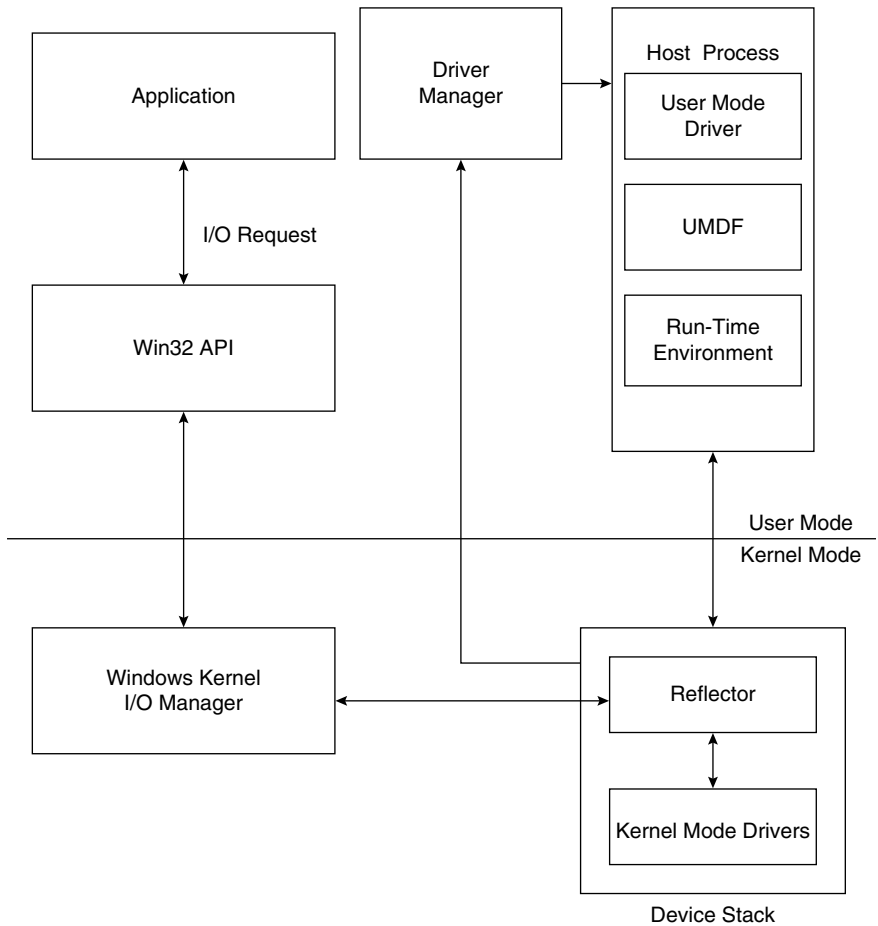 Application
Driver
Manager
Host Process
User Mode
Driver
UMDF
Run-Time
Environment
I/O Request
Win32 API
User Mode
Kernel Mode
Windows Kernel
I/O Manager
Reflector
Kernel Mode Drivers
Device Stack